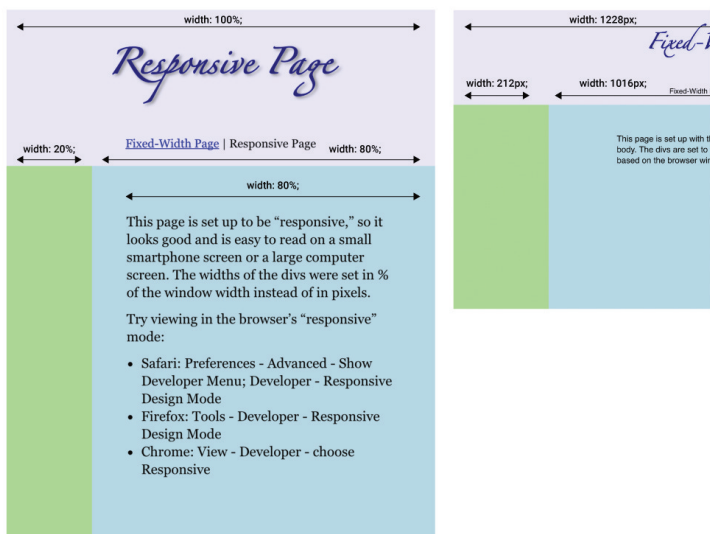 width: 100%;
Responsive Page
Fixed-Width Page | Responsive Page
width: 20%;
width: 80%;
width: 80%;
This page is set up to be “responsive,” so it
looks good and is easy to read on a small
smartphone screen or a large computer
screen. The widths of the divs were set in %
of the window width instead of in pixels.
Try viewing in the browser’s “responsive”
mode:
• Safari: Preferences - Advanced - Show
Developer Menu; Developer - Responsive
Design Mode
• Firefox: Tools - Developer - Responsive
Design Mode
• Chrome: View - Developer - choose
Responsive
width: 1228px;
Fixed-
width: 212px;
width: 1016px;
Fixed-Width
This page is set up with
body. The divs are set to
based on the browser